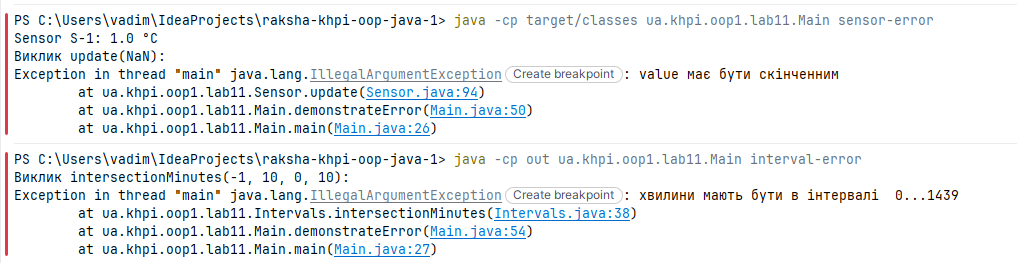 PS C:\Users\vadim\IdeaProjects\raksha-khpi-oop-java-1> java -cp target/classes ua.khpi.oop1.lab11.Main sensor-error
Sensor S-1: 1.0 °C
Виклик update(NaN):
Exception in thread "main" java.lang.IllegalArgumentException Create breakpoint : value має бути скінченним
        at ua.khpi.oop1.lab11.Sensor.update(Sensor.java:94)
        at ua.khpi.oop1.lab11.Main.demonstrateError(Main.java:50)
        at ua.khpi.oop1.lab11.Main.main(Main.java:26)
PS C:\Users\vadim\IdeaProjects\raksha-khpi-oop-java-1> java -cp out ua.khpi.oop1.lab11.Main interval-error
Виклик intersectionMinutes(-1, 10, 0, 10):
Exception in thread "main" java.lang.IllegalArgumentException Create breakpoint : хвилини мають бути в інтервалі  0...1439
        at ua.khpi.oop1.lab11.Intervals.intersectionMinutes(Intervals.java:38)
        at ua.khpi.oop1.lab11.Main.demonstrateError(Main.java:54)
        at ua.khpi.oop1.lab11.Main.main(Main.java:27)